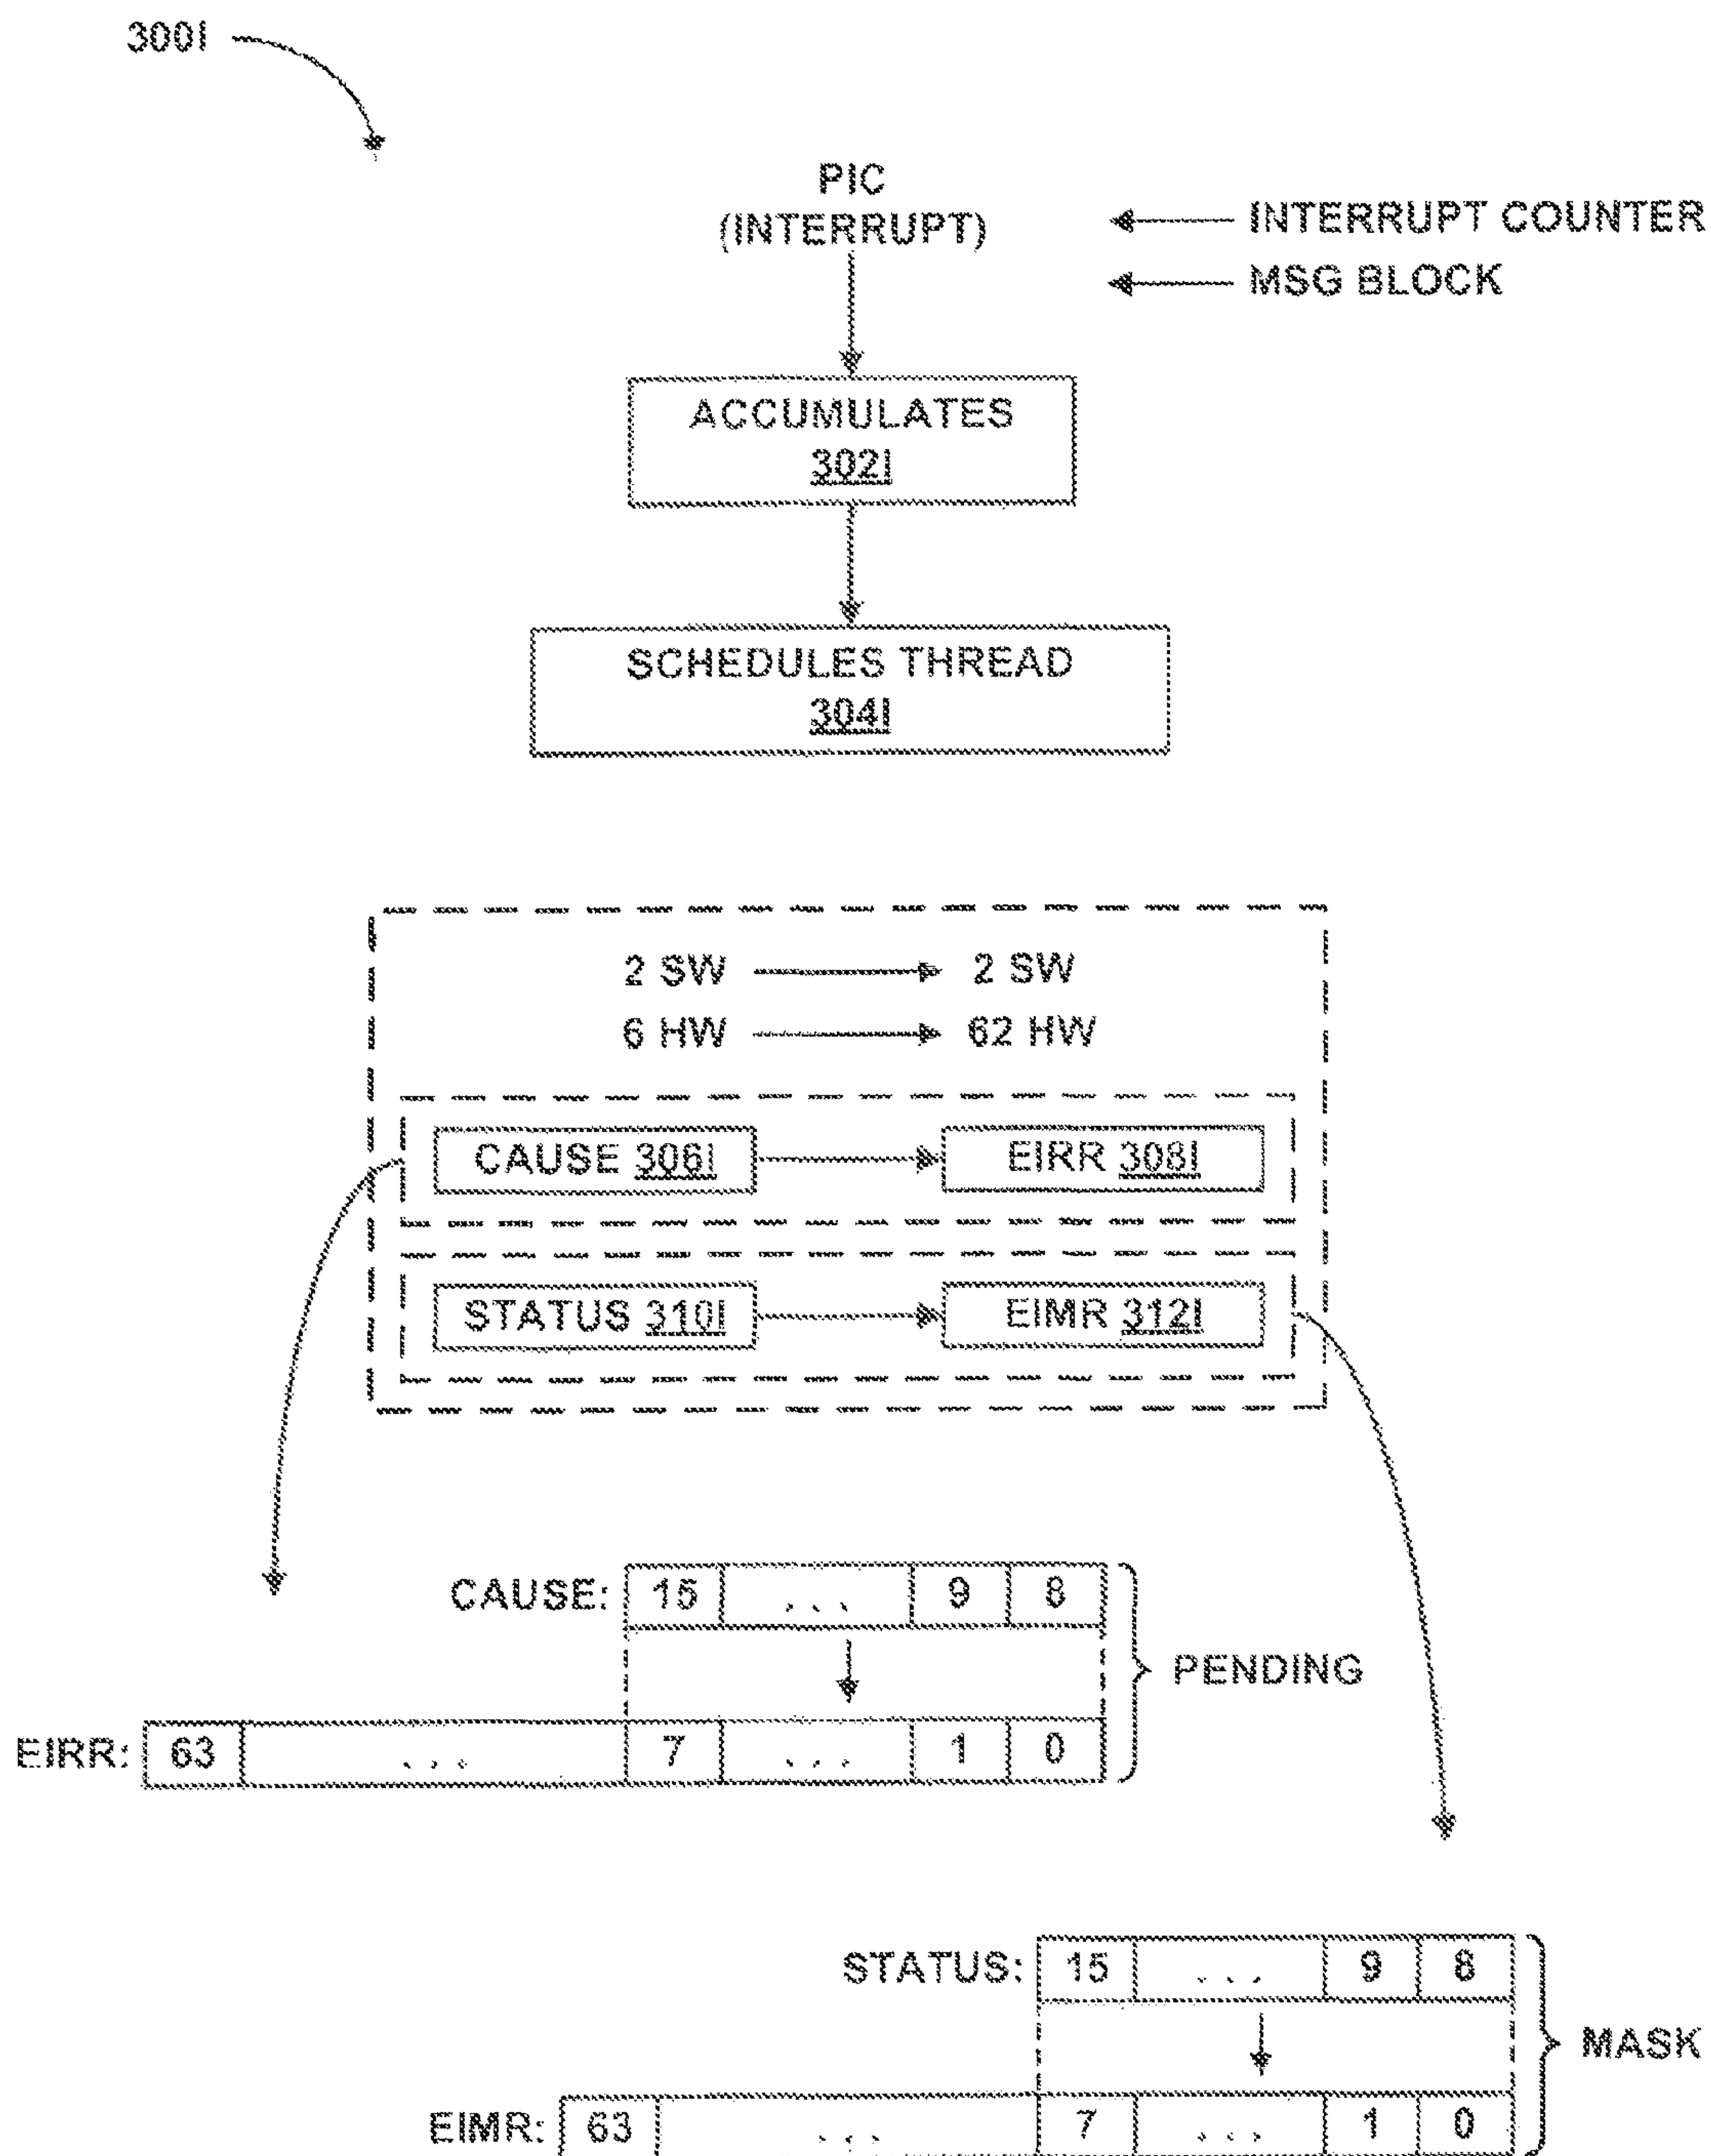 300I
PIC
(INTERRUPT)
INTERRUPT COUNTER
MSG BLOCK
ACCUMULATES
302I
SCHEDULES THREAD
304I
2 SW 2 SW
6 HW 62 HW
CAUSE 306I EIRR 308I
STATUS 310I EIMR 312I
CAUSE: 15 ... 9 8
PENDING
EIRR: 63 ... 7 ... 1 0
STATUS: 15 ... 9 8
MASK
EIMR: 63 ... 7 ... 1 0